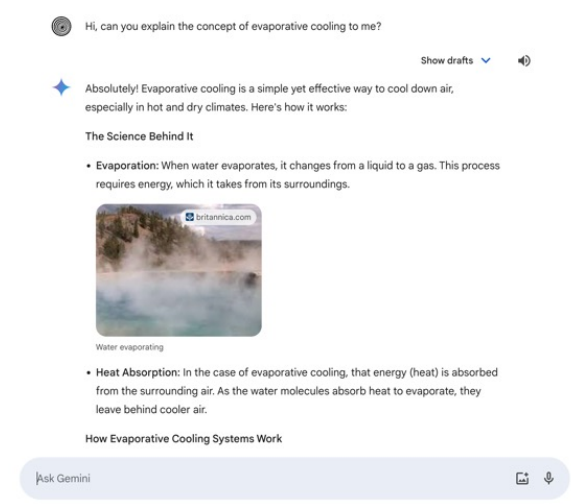 Hi, can you explain the concept of evaporative cooling to me?
Show drafts
Absolutely! Evaporative cooling is a simple yet effective way to cool down air,
especially in hot and dry climates. Here's how it works:
The Science Behind It
• Evaporation: When water evaporates, it changes from a liquid to a gas. This process
requires energy, which it takes from its surroundings.
britannica.com
Water evaporating
• Heat Absorption: In the case of evaporative cooling, that energy (heat) is absorbed
from the surrounding air. As the water molecules absorb heat to evaporate, they
leave behind cooler air.
How Evaporative Cooling Systems Work
Ask Gemini